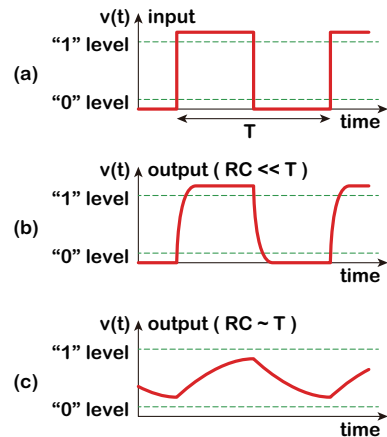 v(t) input
“1” level
(a)
“0” level
time
T
v(t) output ( RC << T )
“1” level
(b)
“0” level
time
v(t) output ( RC ~ T )
“1” level
(c)
“0” level
time